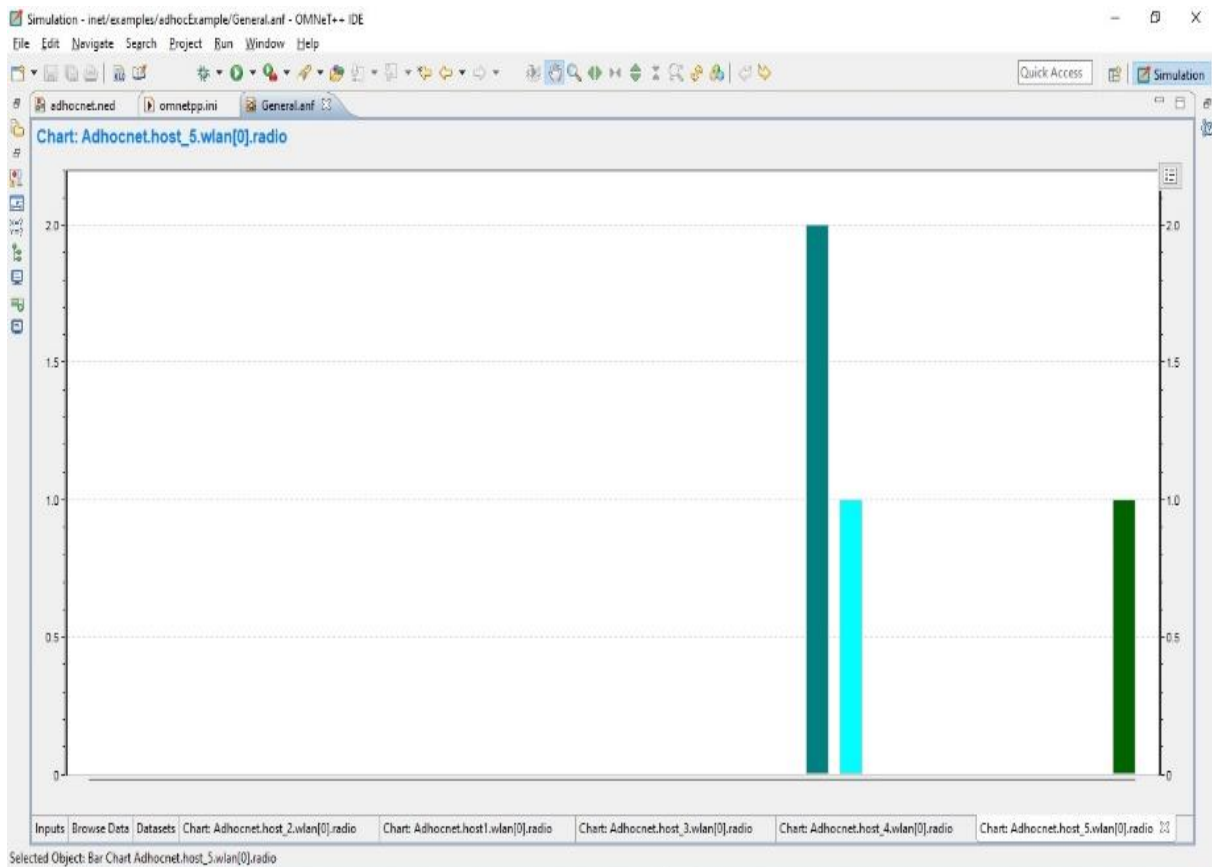 Simulation - inet/examples/adhocExample/General.anf - OMNeT++ IDE
File Edit Navigate Search Project Run Window Help
Quick Access
Simulation
adhocnet.ned
omnetpp.ini
General.anf
Chart: Adhocnet.host_5.wlan[0].radio
2.0
2.0
1.5
1.5
1.0
1.0
0.5
0.5
0
0
Inputs Browse Data Datasets Chart: Adhocnet.host_2.wlan[0].radio Chart: Adhocnet.host1.wlan[0].radio Chart: Adhocnet.host_3.wlan[0].radio Chart: Adhocnet.host_4.wlan[0].radio Chart: Adhocnet.host_5.wlan[0].radio
Selected Object: Bar Chart Adhocnet.host_5.wlan[0].radio